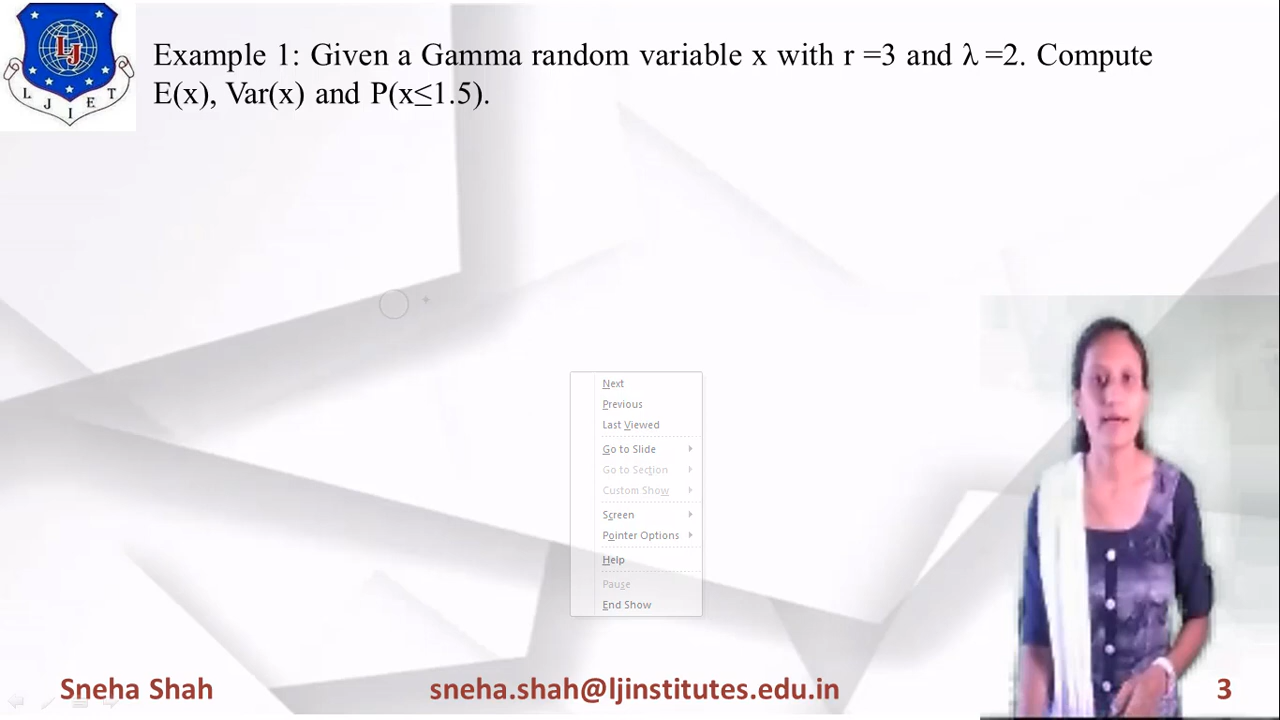 LJ
L J I E T
Example 1: Given a Gamma random variable x with r =3 and λ =2. Compute
E(x), Var(x) and P(x≤1.5).
Next
Previous
Last Viewed
Go to Slide
Go to Section
Custom Show
Screen
Pointer Options
Help
Pause
End Show
Sneha Shah
sneha.shah@ljinstitutes.edu.in
3